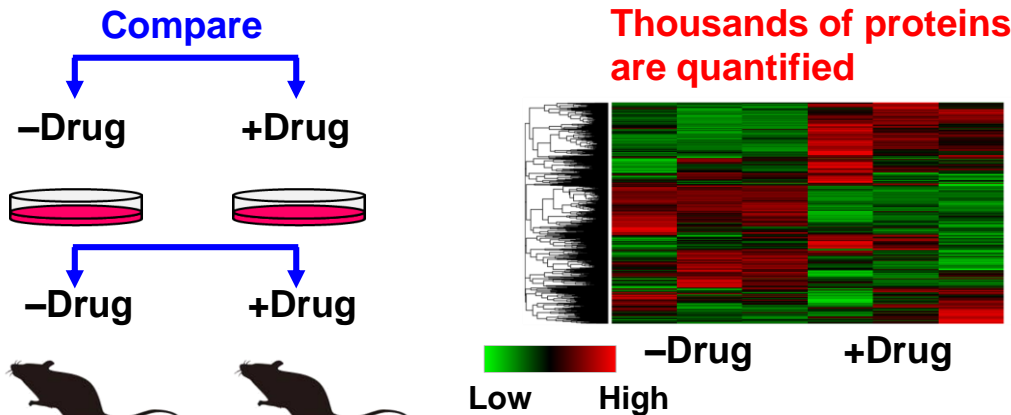 Compare
–Drug +Drug
–Drug +Drug
Thousands of proteins
are quantified
–Drug +Drug
Low High